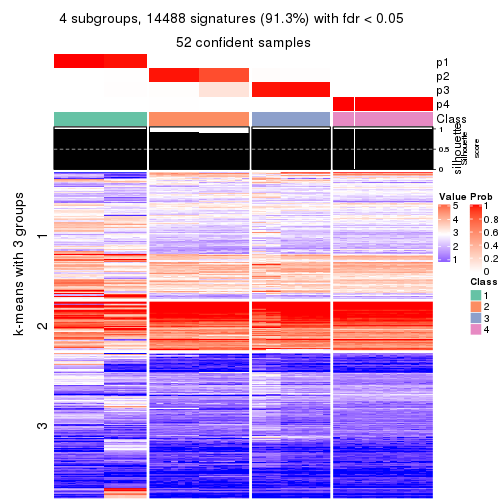 4 subgroups, 14488 signatures (91.3%) with fdr < 0.05
52 confident samples
p1
p2
p3
p4
Class
1
0.5
0
silhouette
Silhouette
score
k-means with 3 groups
1
2
3
Value
5
4
3
2
1
Prob
1
0.8
0.6
0.4
0.2
0
Class
1
2
3
4